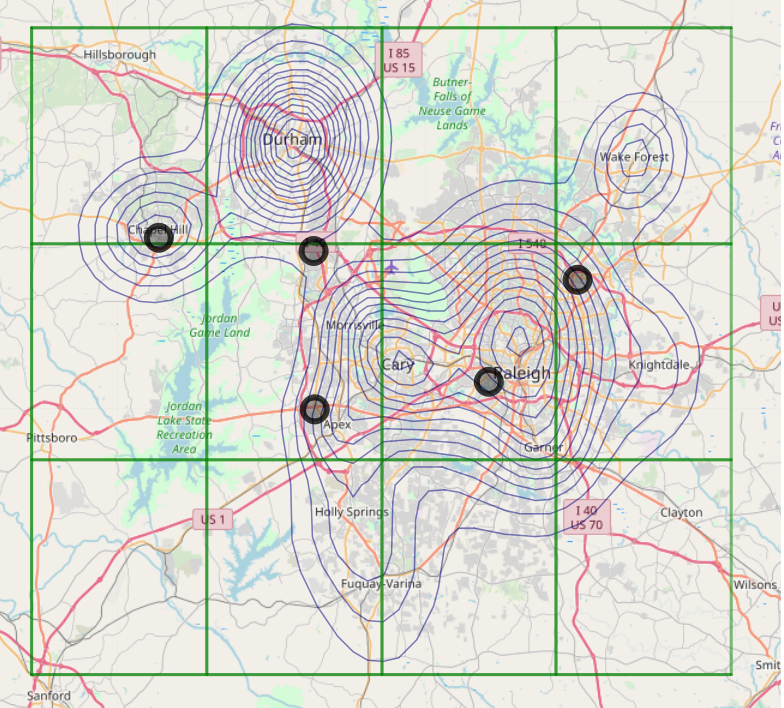 Hillsborough
I 85
US 15
Butner-
Falls of
Neuse Game
Lands
Durham
Wake Forest
Chapel Hill
I 540
Jordan
Game Land
Morrisville
Cary
Raleigh
Knightdale
Jordan
Lake State
Recreation
Area
Apex
Pittsboro
Garner
US 1
Holly Springs
I 40
US 70
Clayton
Fuquay-Varina
Wilsons
Smit
Sanford